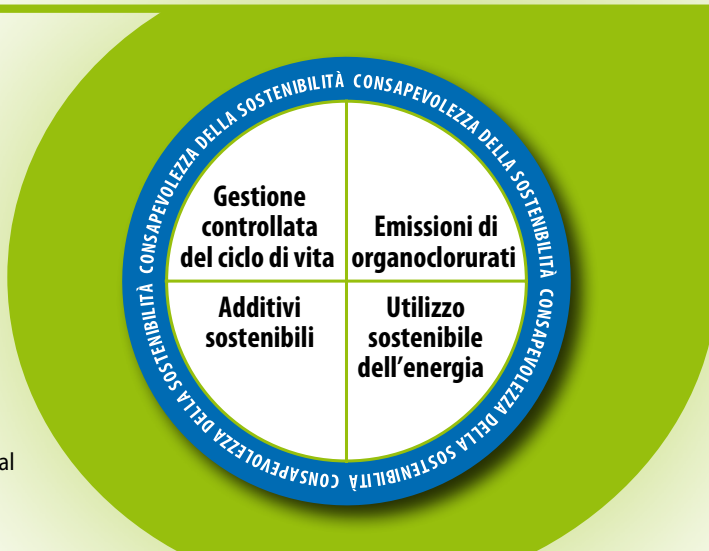 CONSAPEVOLEZZA DELLA SOSTENIBILITÀ CONSAPEVOLEZZA DELLA SOSTENIBILITÀ CONSAPEVOLEZZA DELLA SOSTENIBILITÀ CONSAPEVOLEZZA DELLA SOSTENIBILITÀ
Gestione
controllata
del ciclo di vita
Emissioni di
organoclorurati
Additivi
sostenibili
Utilizzo
sostenibile
dell’energia
al